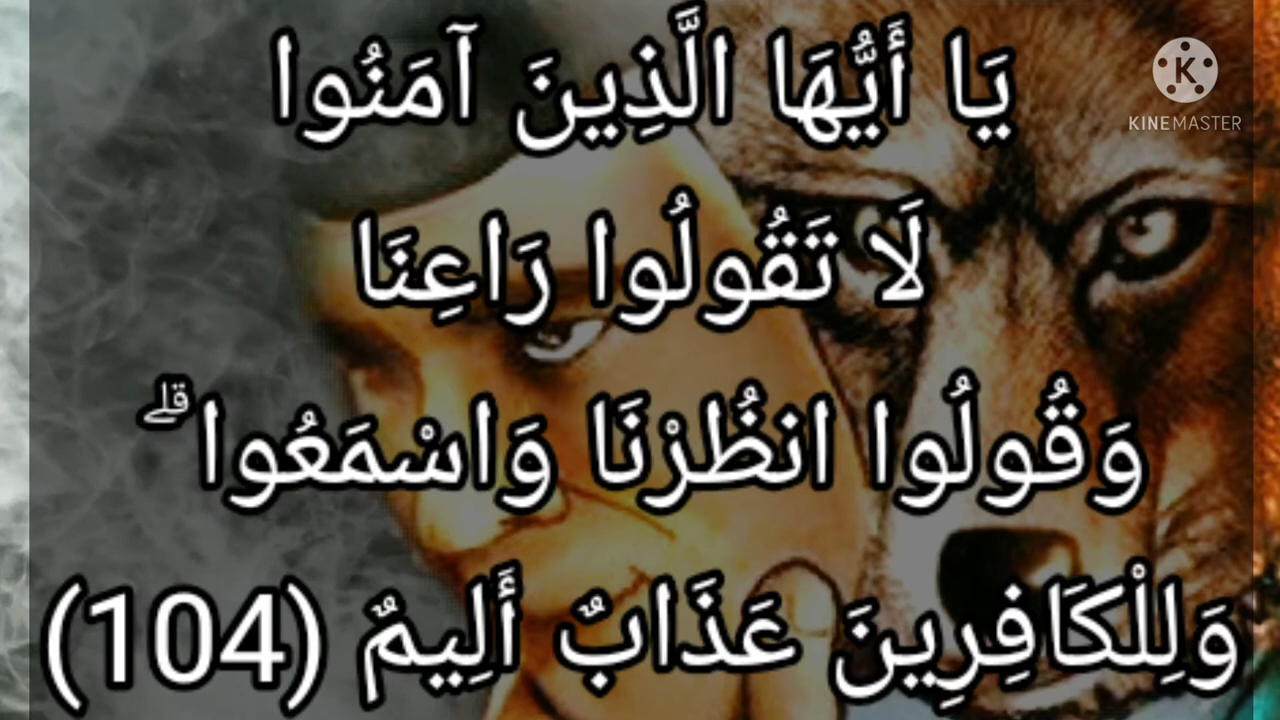 يَا أَيُّهَا الَّذِينَ آمَنُوا
لَا تَقُولُوا رَاعِنَا
وَقُولُوا انظُرْنَا وَاسْمَعُوا ۗ
وَلِلْكَافِرِينَ عَذَابٌ أَلِيمٌ (104)
K
KINEMASTER